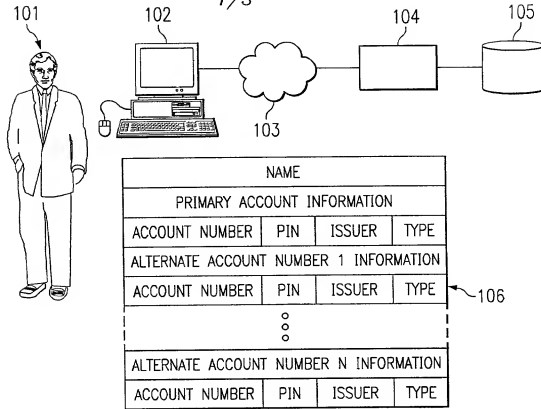 1/3
101
102
104
105
103
NAME
PRIMARY ACCOUNT INFORMATION
ACCOUNT NUMBER PIN ISSUER TYPE
ALTERNATE ACCOUNT NUMBER 1 INFORMATION
ACCOUNT NUMBER PIN ISSUER TYPE
106
ALTERNATE ACCOUNT NUMBER N INFORMATION
ACCOUNT NUMBER PIN ISSUER TYPE